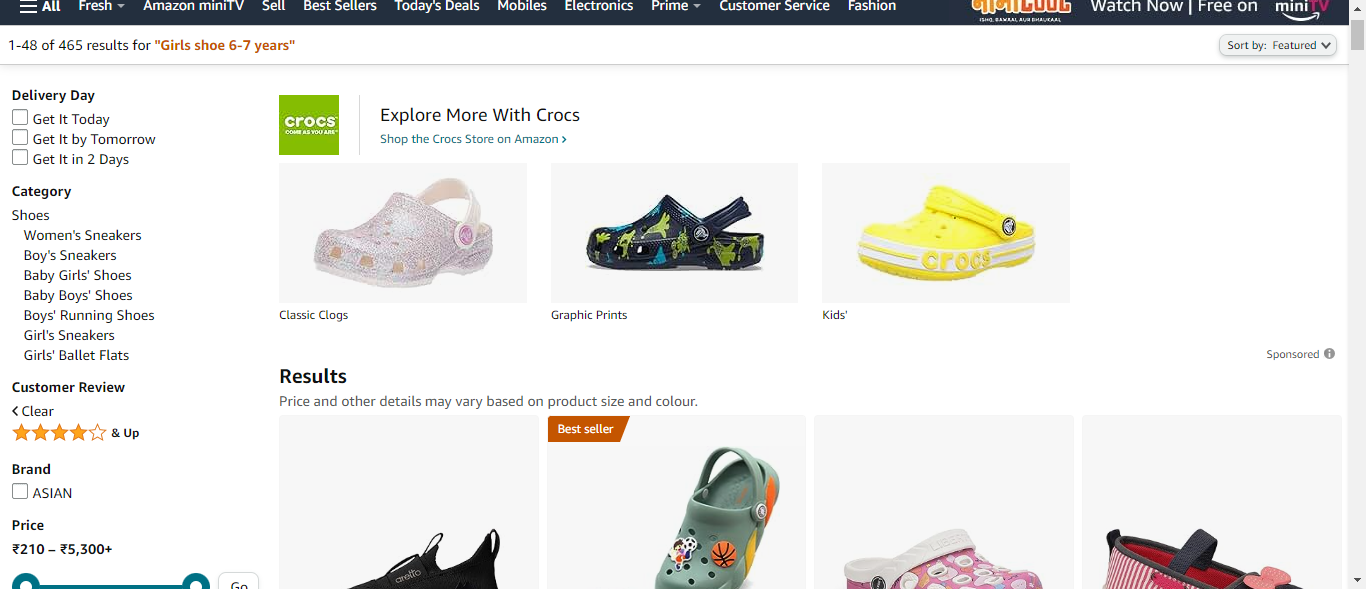 All Fresh Amazon miniTV Sell Best Sellers Today's Deals Mobiles Electronics Prime Customer Service Fashion
ISHQ, BAWAAL AUR BHAUKAAL
Watch Now | Free on miniTV
1-48 of 465 results for "Girls shoe 6-7 years"
Sort by: Featured
Delivery Day
Get It Today
Get It by Tomorrow
Get It in 2 Days
Category
Shoes
Women's Sneakers
Boy's Sneakers
Baby Girls' Shoes
Baby Boys' Shoes
Boys' Running Shoes
Girl's Sneakers
Girls' Ballet Flats
Customer Review
Clear
& Up
Brand
ASIAN
Price
₹210 – ₹5,300+
Go
crocs™
COME AS YOU ARE™
Explore More With Crocs
Shop the Crocs Store on Amazon ›
crocs
Classic Clogs
Graphic Prints
Kids'
Sponsored
Results
Price and other details may vary based on product size and colour.
Best seller
aretto